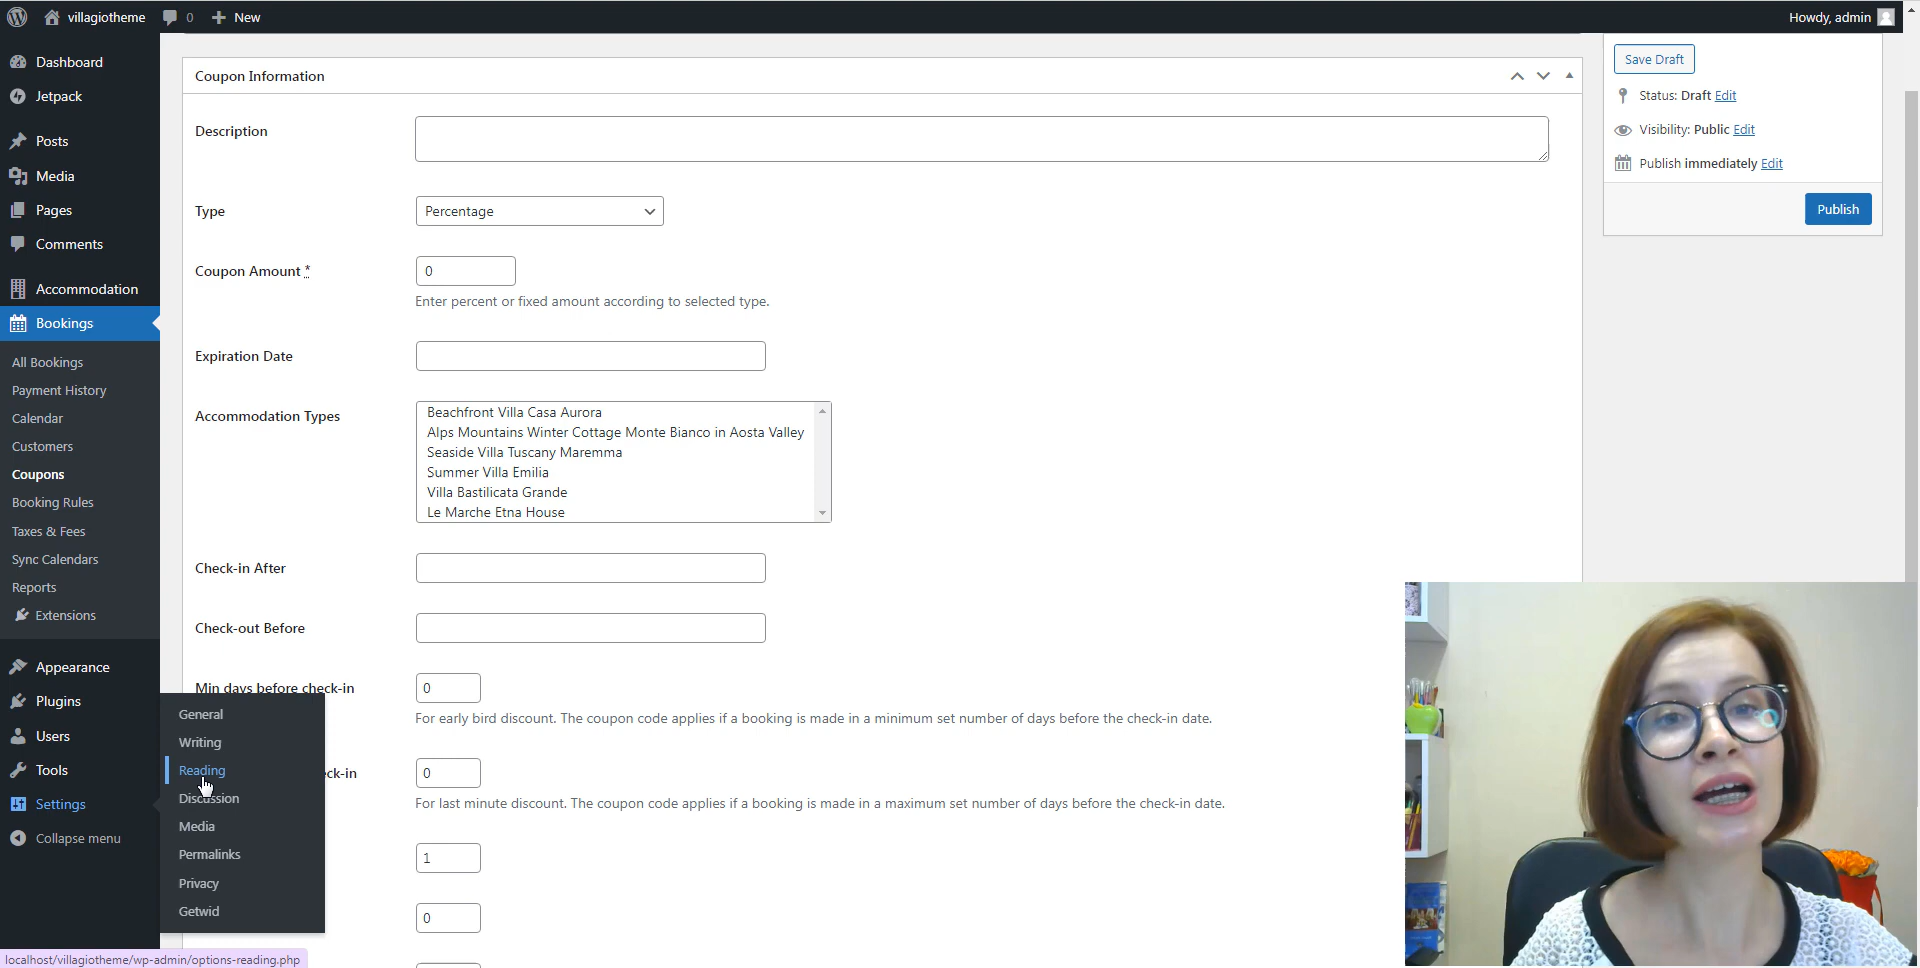 villagiotheme 0 New Howdy, admin
Dashboard
Jetpack
Posts
Media
Pages
Comments
Accommodation
Bookings
All Bookings
Payment History
Calendar
Customers
Coupons
Booking Rules
Taxes & Fees
Sync Calendars
Reports
Extensions
Appearance
Plugins
Users
Tools
Settings
Collapse menu
General
Writing
Reading
Discussion
Media
Permalinks
Privacy
Getwid
Coupon Information
Description
Type Percentage
Coupon Amount * 0
Enter percent or fixed amount according to selected type.
Expiration Date
Accommodation Types
Beachfront Villa Casa Aurora
Alps Mountains Winter Cottage Monte Bianco in Aosta Valley
Seaside Villa Tuscany Maremma
Summer Villa Emilia
Villa Bastilicata Grande
Le Marche Etna House
Check-in After
Check-out Before
Min days before check-in 0
For early bird discount. The coupon code applies if a booking is made in a minimum set number of days before the check-in date.
ck-in 0
For last minute discount. The coupon code applies if a booking is made in a maximum set number of days before the check-in date.
1
0
Save Draft
Status: Draft Edit
Visibility: Public Edit
Publish immediately Edit
Publish
localhost/villagiotheme/wp-admin/options-reading.php